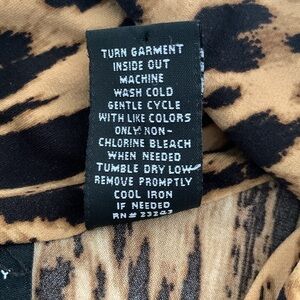 TURN GARMENT
INSIDE OUT
MACHINE
WASH COLD
GENTLE CYCLE
WITH LIKE COLORS
ONLY NON-
CHLORINE BLEACH
WHEN NEEDED
TUMBLE DRY LOW
REMOVE PROMPTLY
COOL IRON
IF NEEDED
RN#
Y